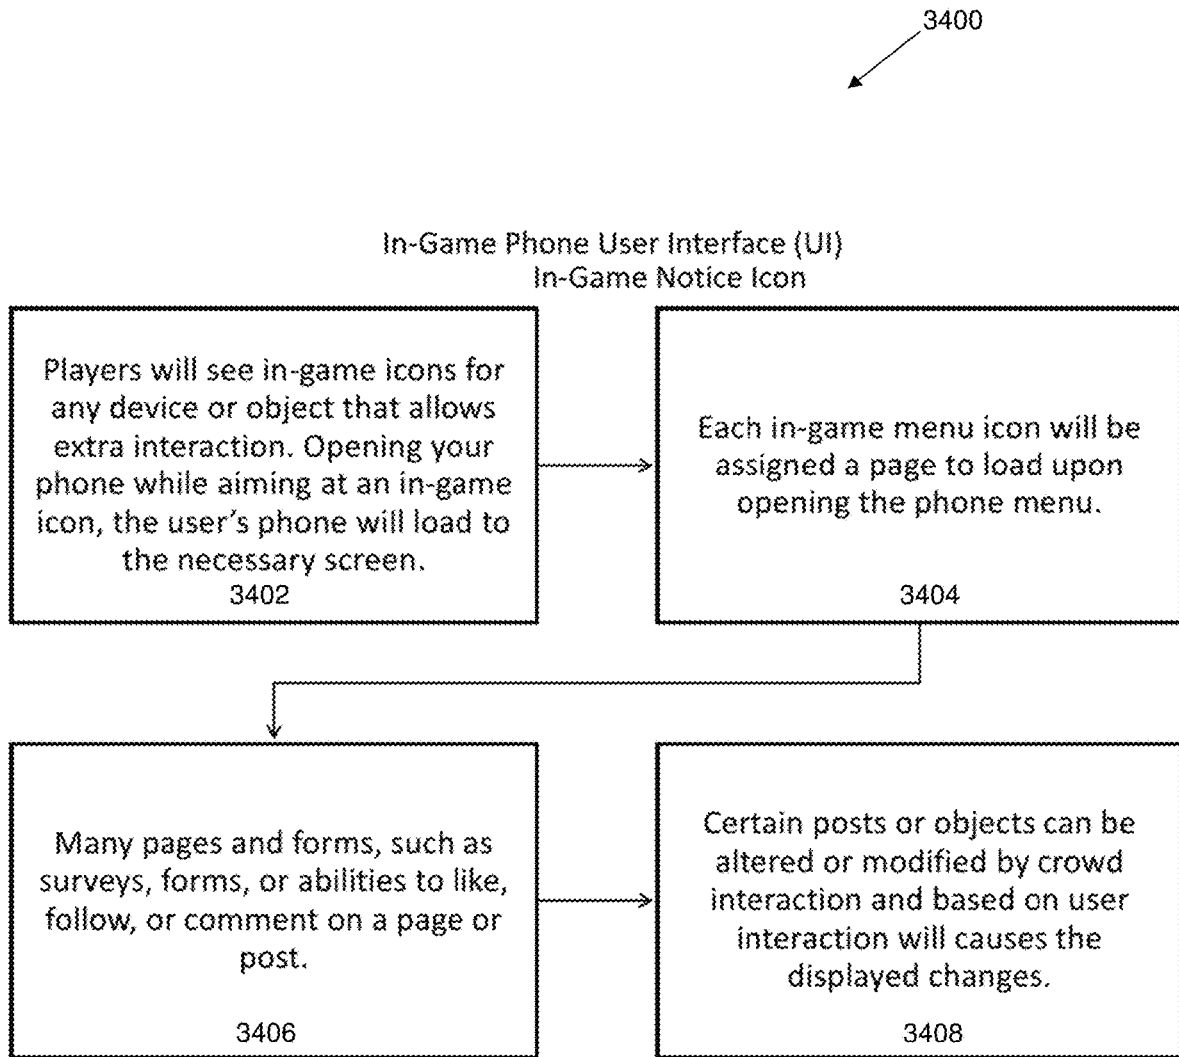 3400
In-Game Phone User Interface (UI)
In-Game Notice Icon
Players will see in-game icons for
any device or object that allows
extra interaction. Opening your
phone while aiming at an in-game
icon, the user's phone will load to
the necessary screen.
3402
Each in-game menu icon will be
assigned a page to load upon
opening the phone menu.
3404
Many pages and forms, such as
surveys, forms, or abilities to like,
follow, or comment on a page or
post.
3406
Certain posts or objects can be
altered or modified by crowd
interaction and based on user
interaction will causes the
displayed changes.
3408